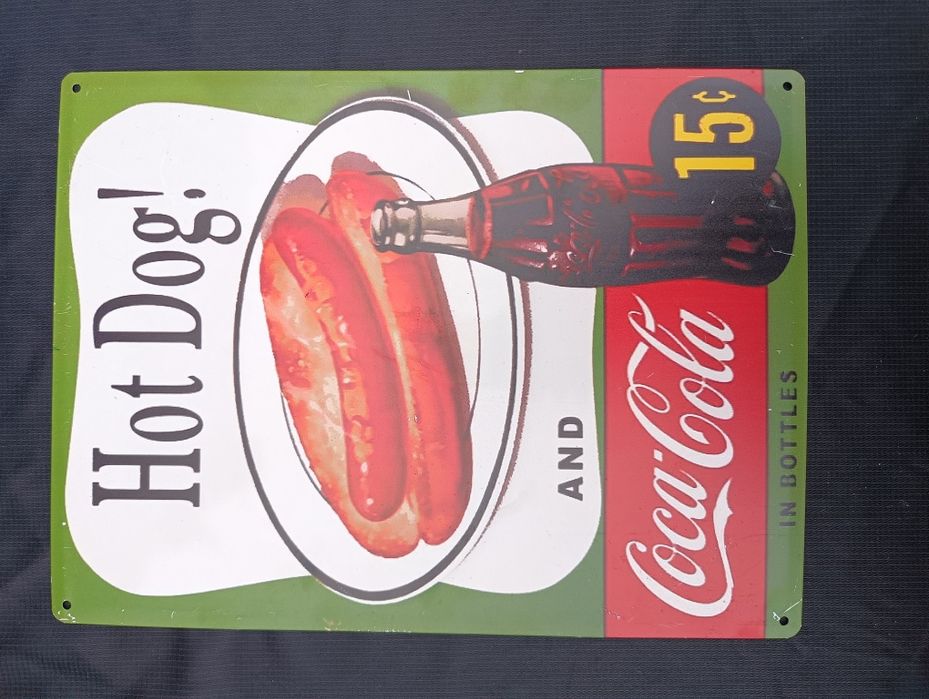 Hot Dog!
AND
15¢
Coca-Cola
IN BOTTLES